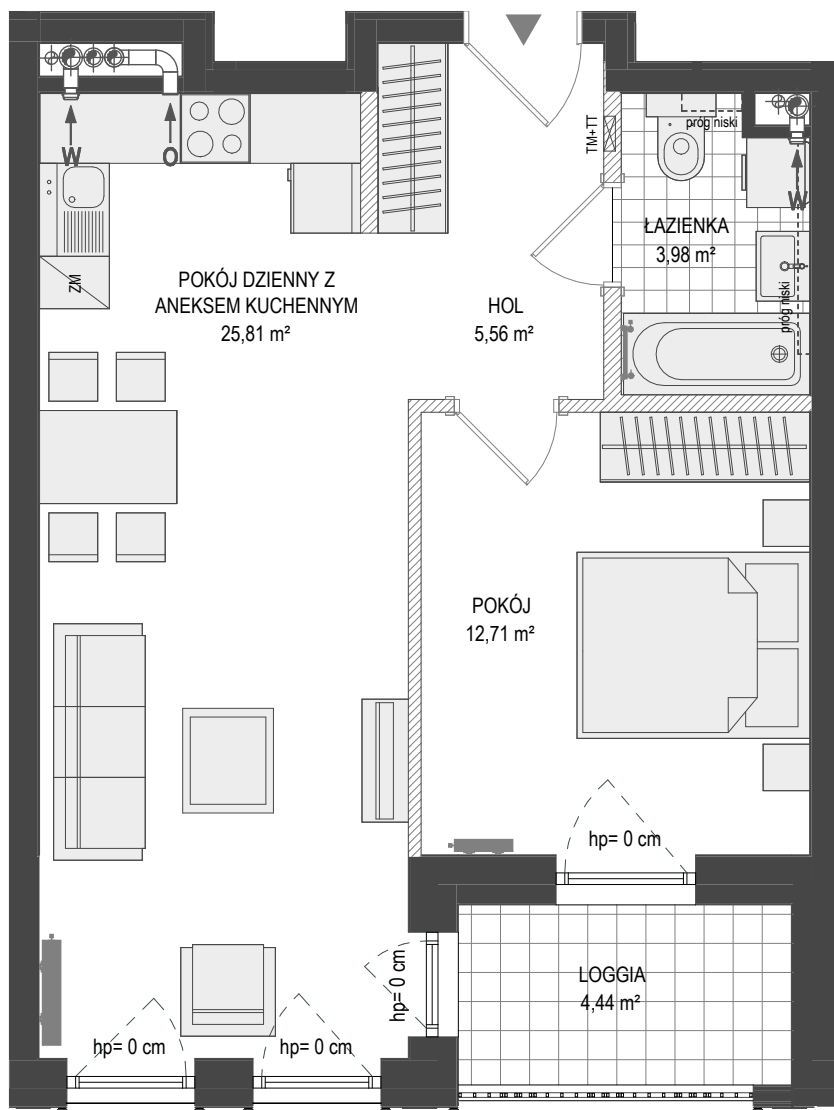 W
O
TM+TT
próg niski
W
ŁAZIENKA
3,98 m²
próg niski
ZM
POKÓJ DZIENNY Z
ANEKSEM KUCHENNYM
25,81 m²
HOL
5,56 m²
POKÓJ
12,71 m²
hp= 0 cm
LOGGIA
4,44 m²
hp= 0 cm
hp= 0 cm
hp= 0 cm